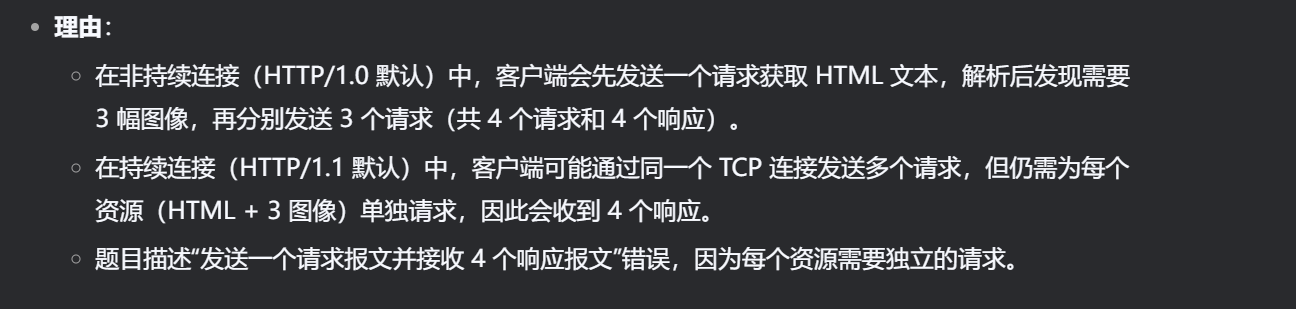 理由：
在非持续连接（HTTP/1.0 默认）中，客户端会先发送一个请求获取 HTML 文本，解析后发现需要
3 幅图像，再分别发送 3 个请求（共 4 个请求和 4 个响应）。
在持续连接（HTTP/1.1 默认）中，客户端可能通过同一个 TCP 连接发送多个请求，但仍需为每个
资源（HTML + 3 图像）单独请求，因此会收到 4 个响应。
题目描述“发送一个请求报文并接收 4 个响应报文”错误，因为每个资源需要独立的请求。